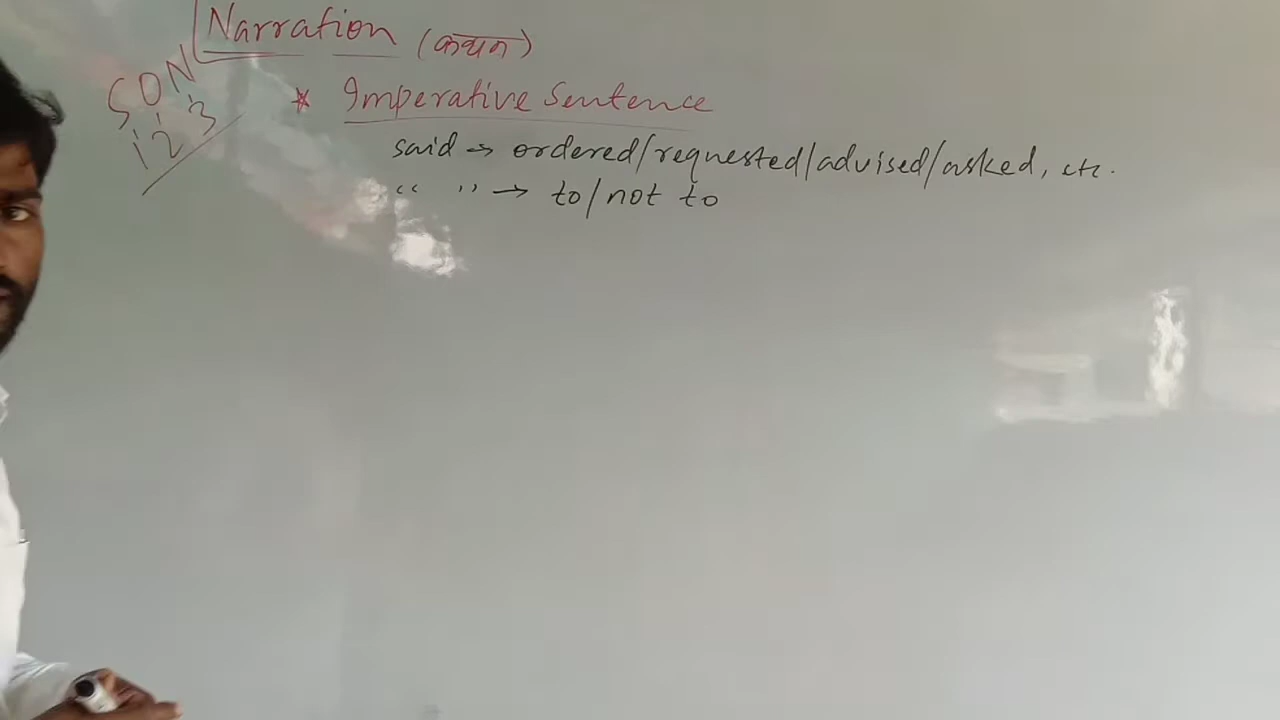 Narration (कथन)
SON
1 2 3
* Imperative Sentence
said → ordered/requested/advised/asked, etc.
“ ” → to/not to